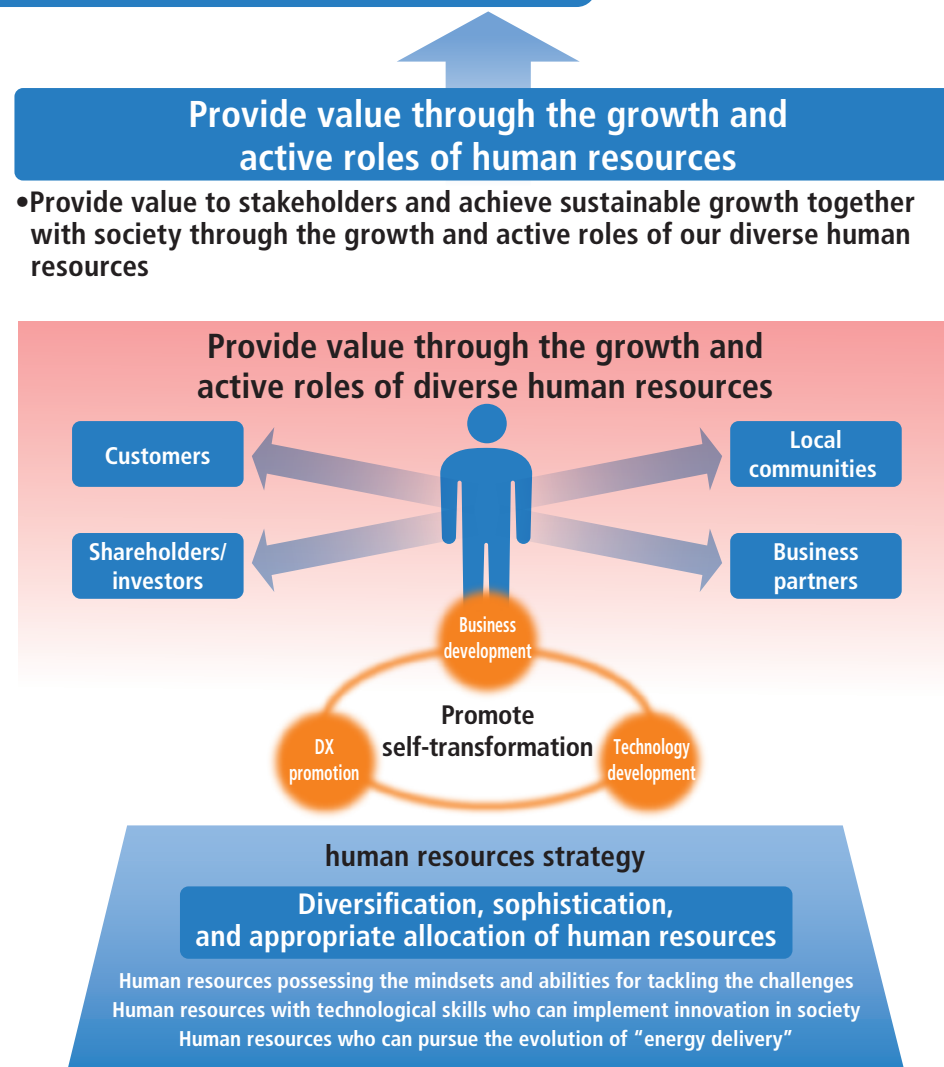 Provide value through the growth and
active roles of human resources
•Provide value to stakeholders and achieve sustainable growth together
with society through the growth and active roles of our diverse human
resources
Provide value through the growth and
active roles of diverse human resources
Customers
Local
communities
Shareholders/
investors
Business
partners
Business
development
Promote
self-transformation
DX
promotion
Technology
development
human resources strategy
Diversification, sophistication,
and appropriate allocation of human resources
Human resources possessing the mindsets and abilities for tackling the challenges
Human resources with technological skills who can implement innovation in society
Human resources who can pursue the evolution of “energy delivery”